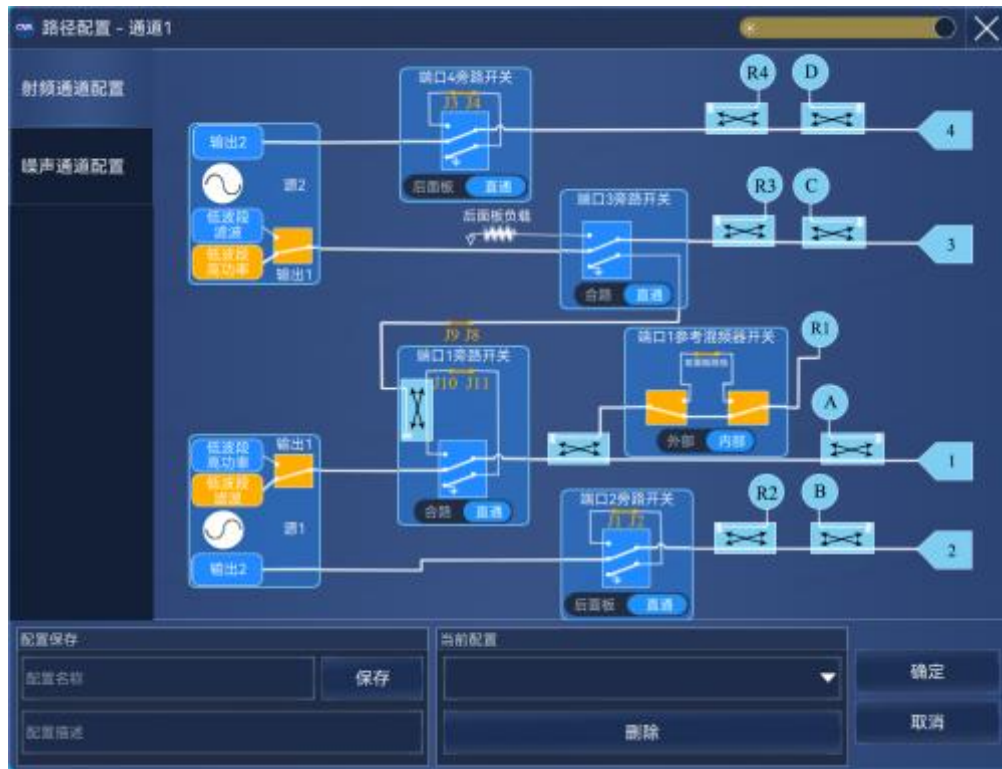 路径配置 - 通道1
射频通道配置
噪声通道配置
端口4旁路开关
J3 J4
后面板
直通
R4
D
4
输出2
源2
低波段
滤波
低波段
高功率
输出1
后面板负载
端口3旁路开关
合路
直通
R3
C
3
J9 J8
端口1旁路开关
J10 J11
合路
直通
端口1参考混频器开关
外部
内部
R1
A
1
低波段
高功率
低波段
滤波
输出1
源1
输出2
端口2旁路开关
J1 J2
后面板
直通
R2
B
2
配置保存
配置名称
保存
配置描述
当前配置
删除
确定
取消